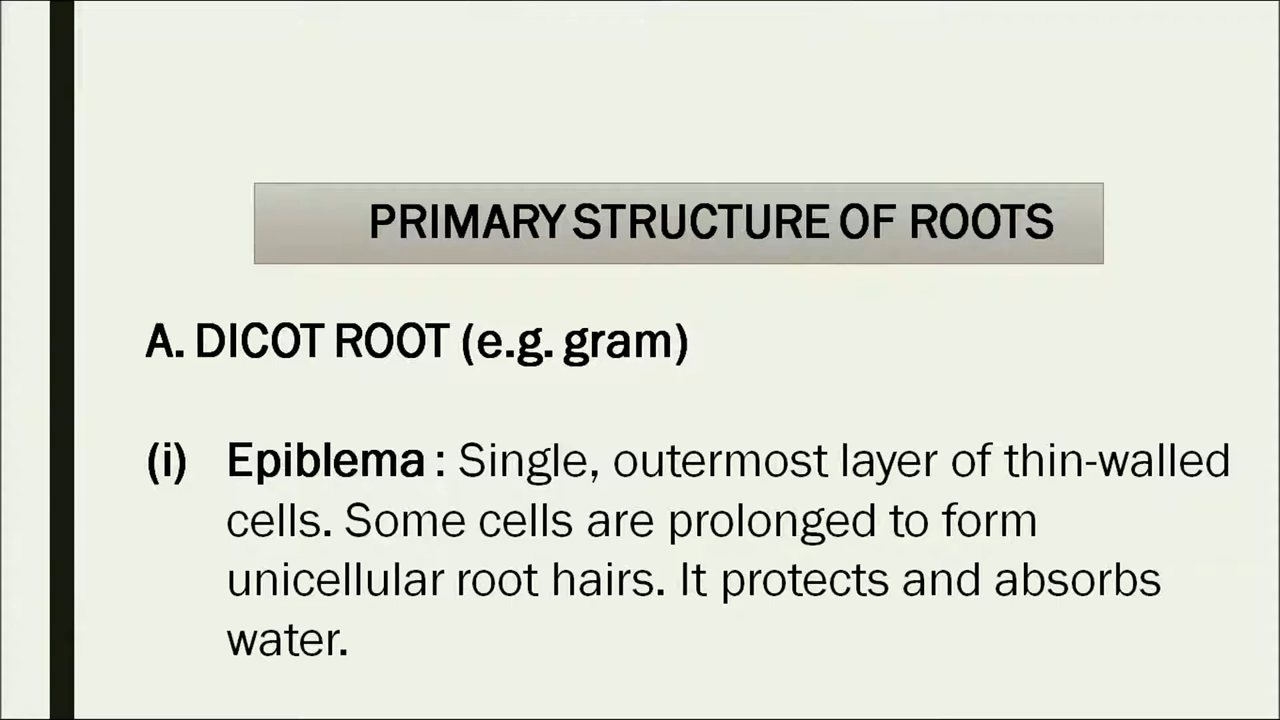 PRIMARY STRUCTURE OF ROOTS
A. DICOT ROOT (e.g. gram)
(i) Epiblema : Single, outermost layer of thin-walled
cells. Some cells are prolonged to form
unicellular root hairs. It protects and absorbs
water.